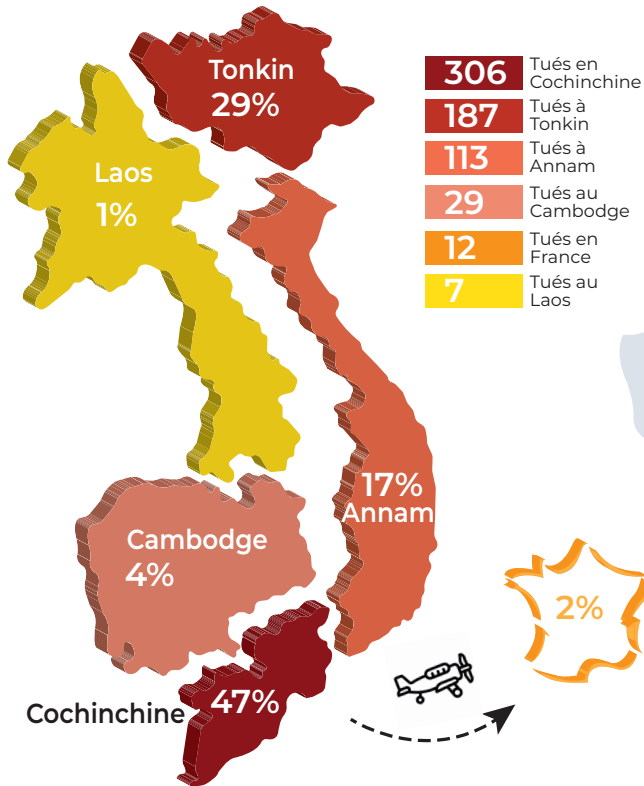 Tonkin
29%
306
Tués en
Cochinchine
187
Tués à
Tonkin
113
Tués à
Annam
29
Tués au
Cambodge
12
Tués en
France
7
Tués au
Laos
Laos
1%
17%
Annam
Cambodge
4%
2%
Cochinchine
47%